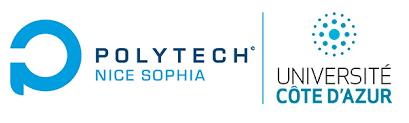 POLYTECH
NICE SOPHIA
UNIVERSITÉ
CÔTE D'AZUR